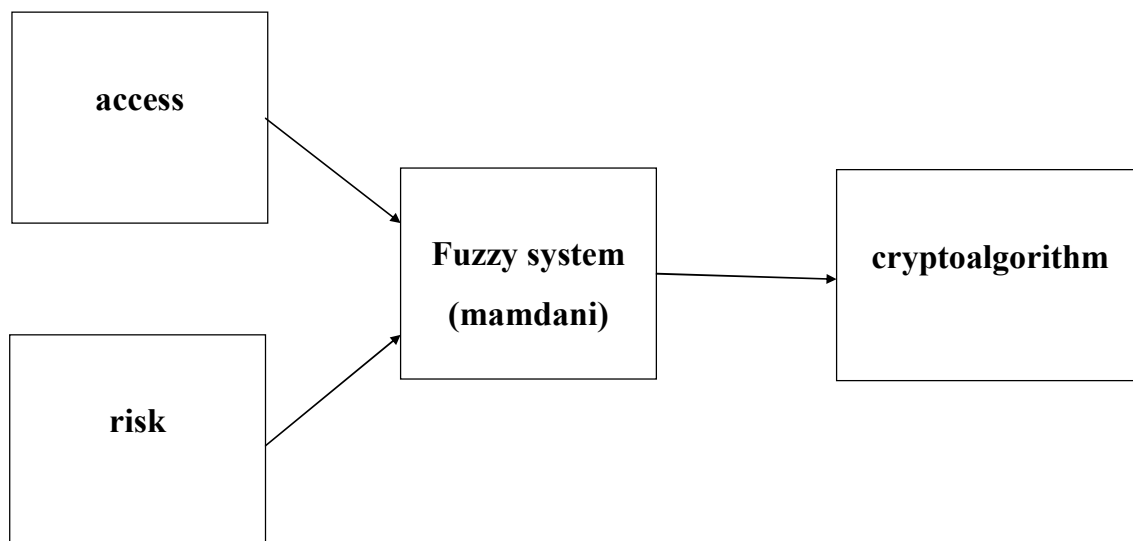 access
Fuzzy system
(mamdani)
cryptoalgorithm
risk